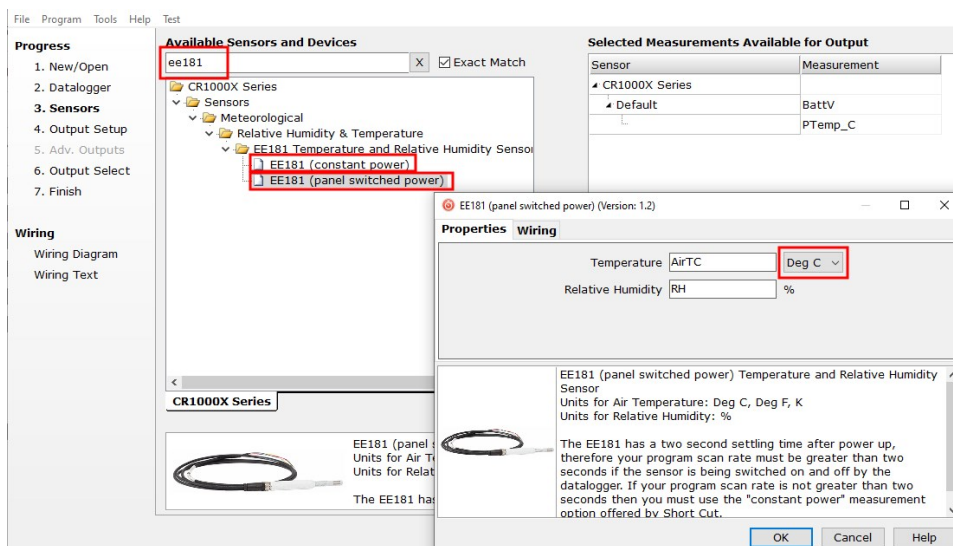 File Program Tools Help Test
Progress
1. New/Open
2. Datalogger
3. Sensors
4. Output Setup
5. Adv. Outputs
6. Output Select
7. Finish
Wiring
Wiring Diagram
Wiring Text
Available Sensors and Devices
ee181 X Exact Match
CR1000X Series
Sensors
Meteorological
Relative Humidity & Temperature
EE181 Temperature and Relative Humidity Senso
EE181 (constant power)
EE181 (panel switched power)
CR1000X Series
EE181 (panel
Units for Air T
Units for Relat
The EE181 has
Selected Measurements Available for Output
Sensor Measurement
CR1000X Series
Default BattV
PTemp_C
EE181 (panel switched power) (Version: 1.2)
Properties Wiring
Temperature AirTC Deg C
Relative Humidity RH %
EE181 (panel switched power) Temperature and Relative Humidity
Sensor
Units for Air Temperature: Deg C, Deg F, K
Units for Relative Humidity: %
The EE181 has a two second settling time after power up,
therefore your program scan rate must be greater than two
seconds if the sensor is being switched on and off by the
datalogger. If your program scan rate is not greater than two
seconds then you must use the "constant power" measurement
option offered by Short Cut.
OK Cancel Help